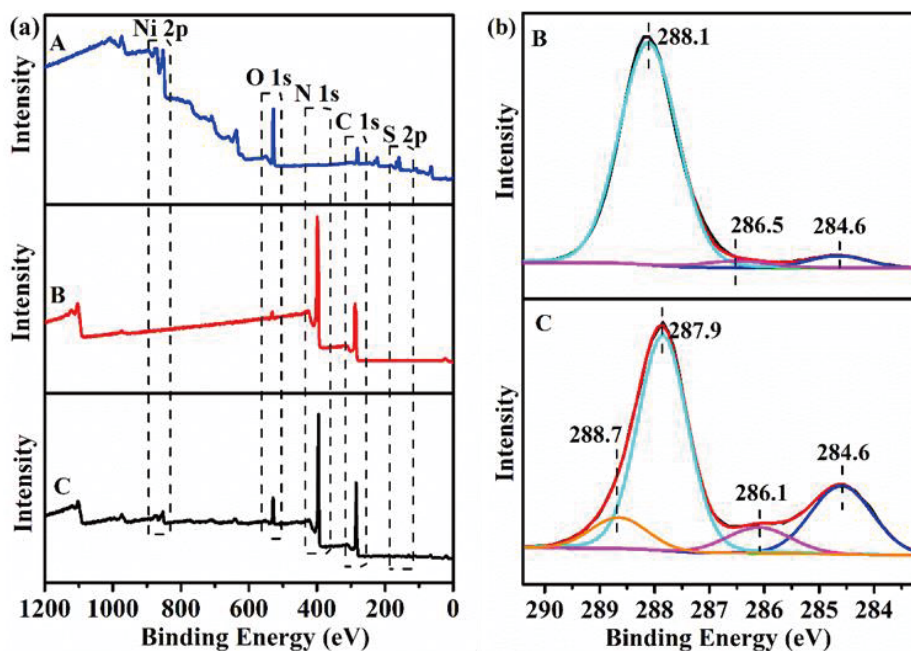 (a)
A
Ni 2p
O 1s
N 1s
C 1s
S 2p
B
C
Intensity
Intensity
Intensity
1200 1000 800 600 400 200 0
Binding Energy (eV)
(b)
B
288.1
286.5
284.6
C
287.9
288.7
286.1
284.6
Intensity
Intensity
290 289 288 287 286 285 284
Binding Energy (eV)